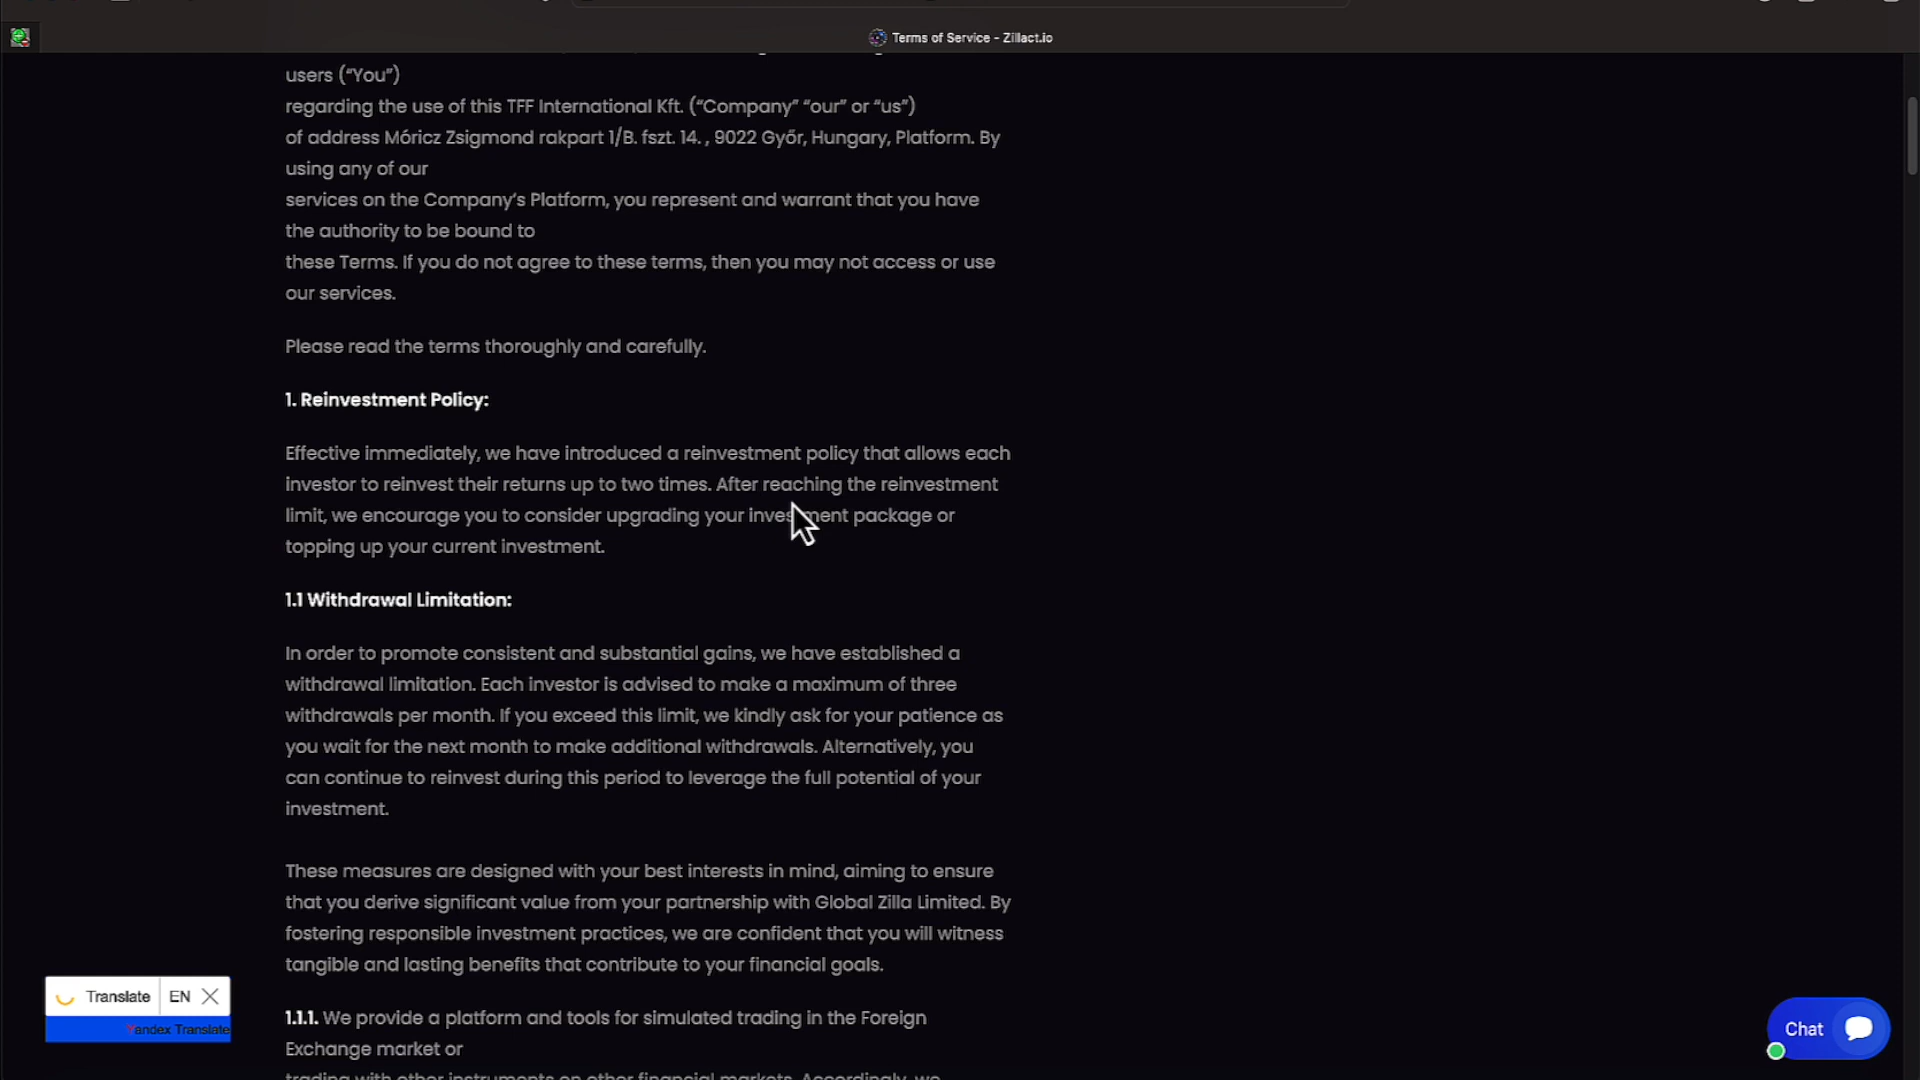 Terms of Service - Zillact.io
users (“You”)
regarding the use of this TFF International Kft. (“Company” “our” or “us”)
of address Móricz Zsigmond rakpart 1/B. fszt. 14. , 9022 Győr, Hungary, Platform. By
using any of our
services on the Company’s Platform, you represent and warrant that you have
the authority to be bound to
these Terms. If you do not agree to these terms, then you may not access or use
our services.
Please read the terms thoroughly and carefully.
1. Reinvestment Policy:
Effective immediately, we have introduced a reinvestment policy that allows each
investor to reinvest their returns up to two times. After reaching the reinvestment
limit, we encourage you to consider upgrading your investment package or
topping up your current investment.
1.1 Withdrawal Limitation:
In order to promote consistent and substantial gains, we have established a
withdrawal limitation. Each investor is advised to make a maximum of three
withdrawals per month. If you exceed this limit, we kindly ask for your patience as
you wait for the next month to make additional withdrawals. Alternatively, you
can continue to reinvest during this period to leverage the full potential of your
investment.
These measures are designed with your best interests in mind, aiming to ensure
that you derive significant value from your partnership with Global Zilla Limited. By
fostering responsible investment practices, we are confident that you will witness
tangible and lasting benefits that contribute to your financial goals.
1.1.1. We provide a platform and tools for simulated trading in the Foreign
Exchange market or
trading with other instruments on other financial markets. Accordingly, we
Translate EN
Yandex Translate
Chat